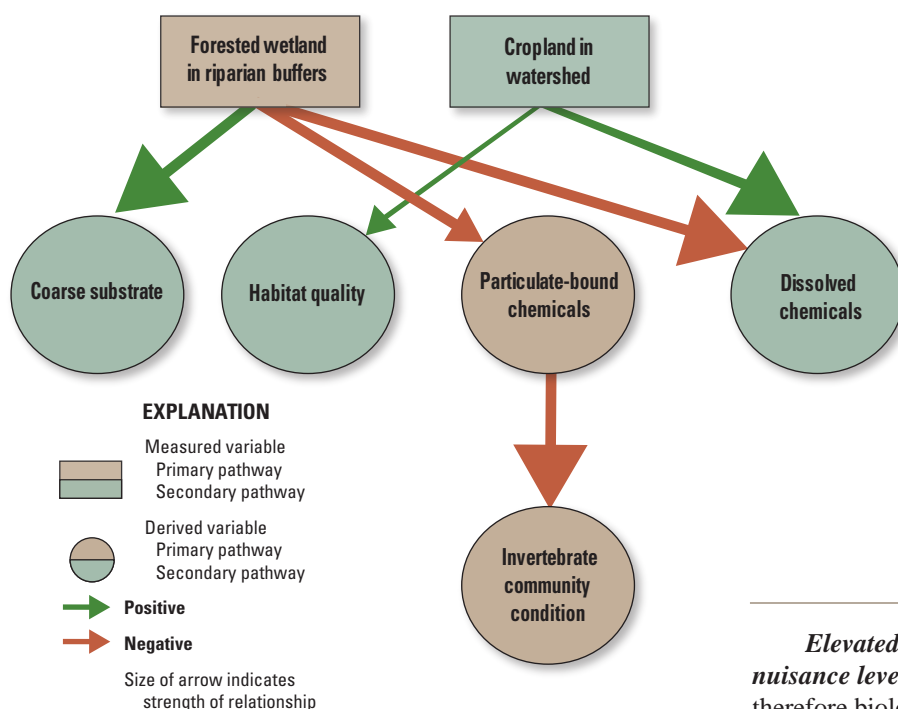 Forested wetland
in riparian buffers
Cropland in
watershed
Coarse substrate
Habitat quality
Particulate-bound
chemicals
Dissolved
chemicals
EXPLANATION
Measured variable
Primary pathway
Secondary pathway
Derived variable
Primary pathway
Secondary pathway
Positive
Negative
Size of arrow indicates
strength of relationship
Invertebrate
community
condition
Elevated
nuisance leve
therefore biol